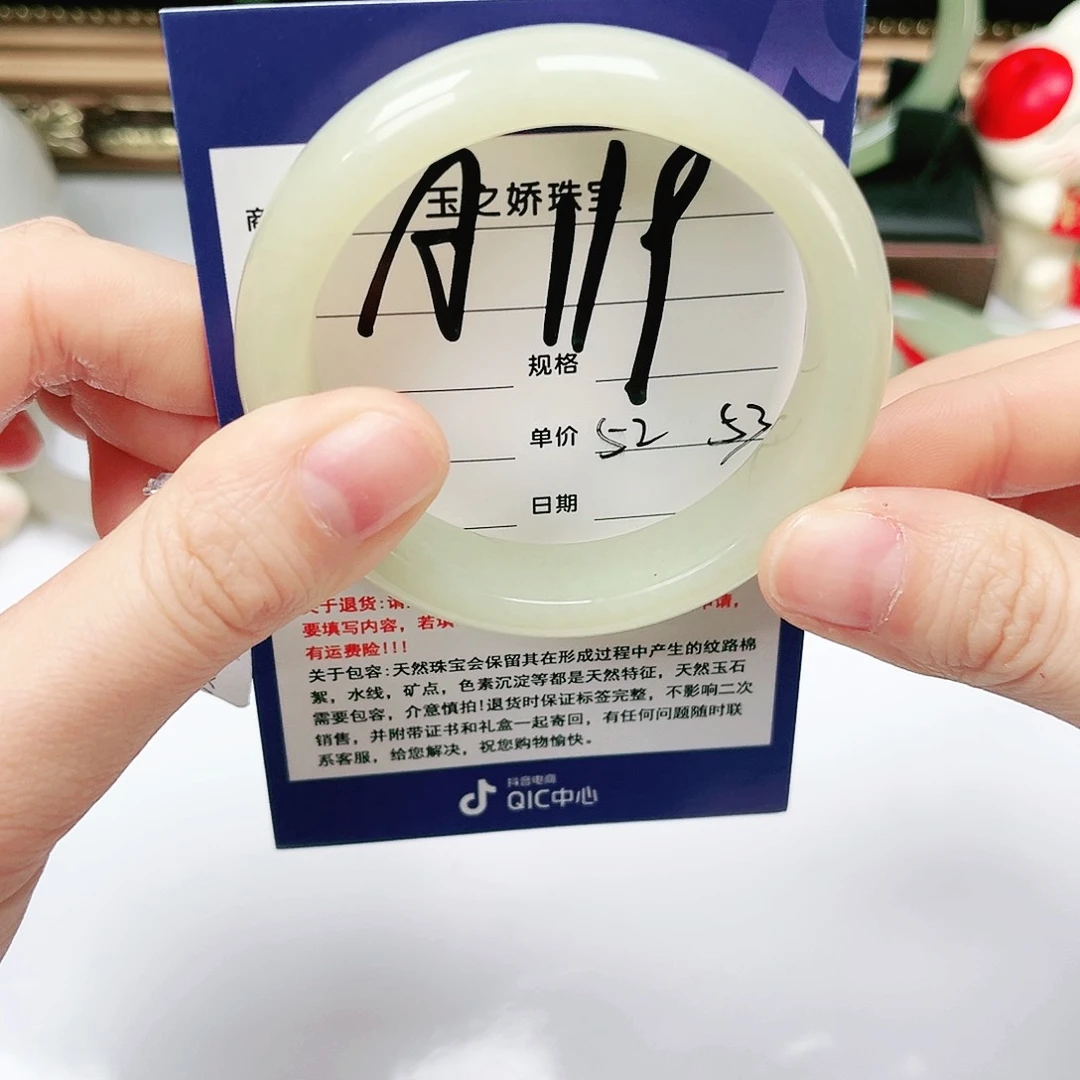 商
玉之娇珠宝
A119
规格
单价 52 53
日期
关于退货:请
申请,
要填写内容，若填
有运费险!!!
关于包容:天然珠宝会保留其在形成过程中产生的纹路棉
絮，水线，矿点，色素沉淀等都是天然特征，天然玉石
需要包容，介意慎拍!退货时保证标签完整，不影响二次
销售，并附带证书和礼盒一起寄回，有任何问题随时联
系客服，给您解决，祝您购物愉快。
抖音电商
QIC中心